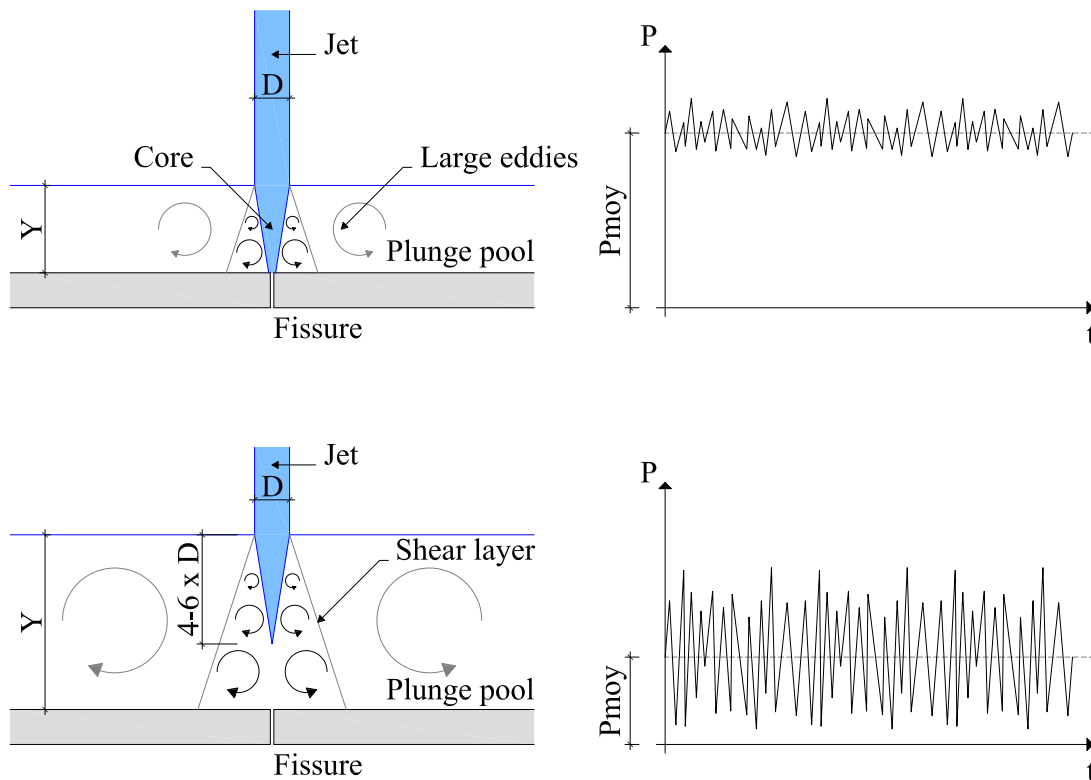 Jet
D
Core
Large eddies
Y
Plunge pool
Fissure
P
Pmoy
t
Jet
D
Shear layer
4-6 x D
Y
Plunge pool
Fissure
P
Pmoy
t